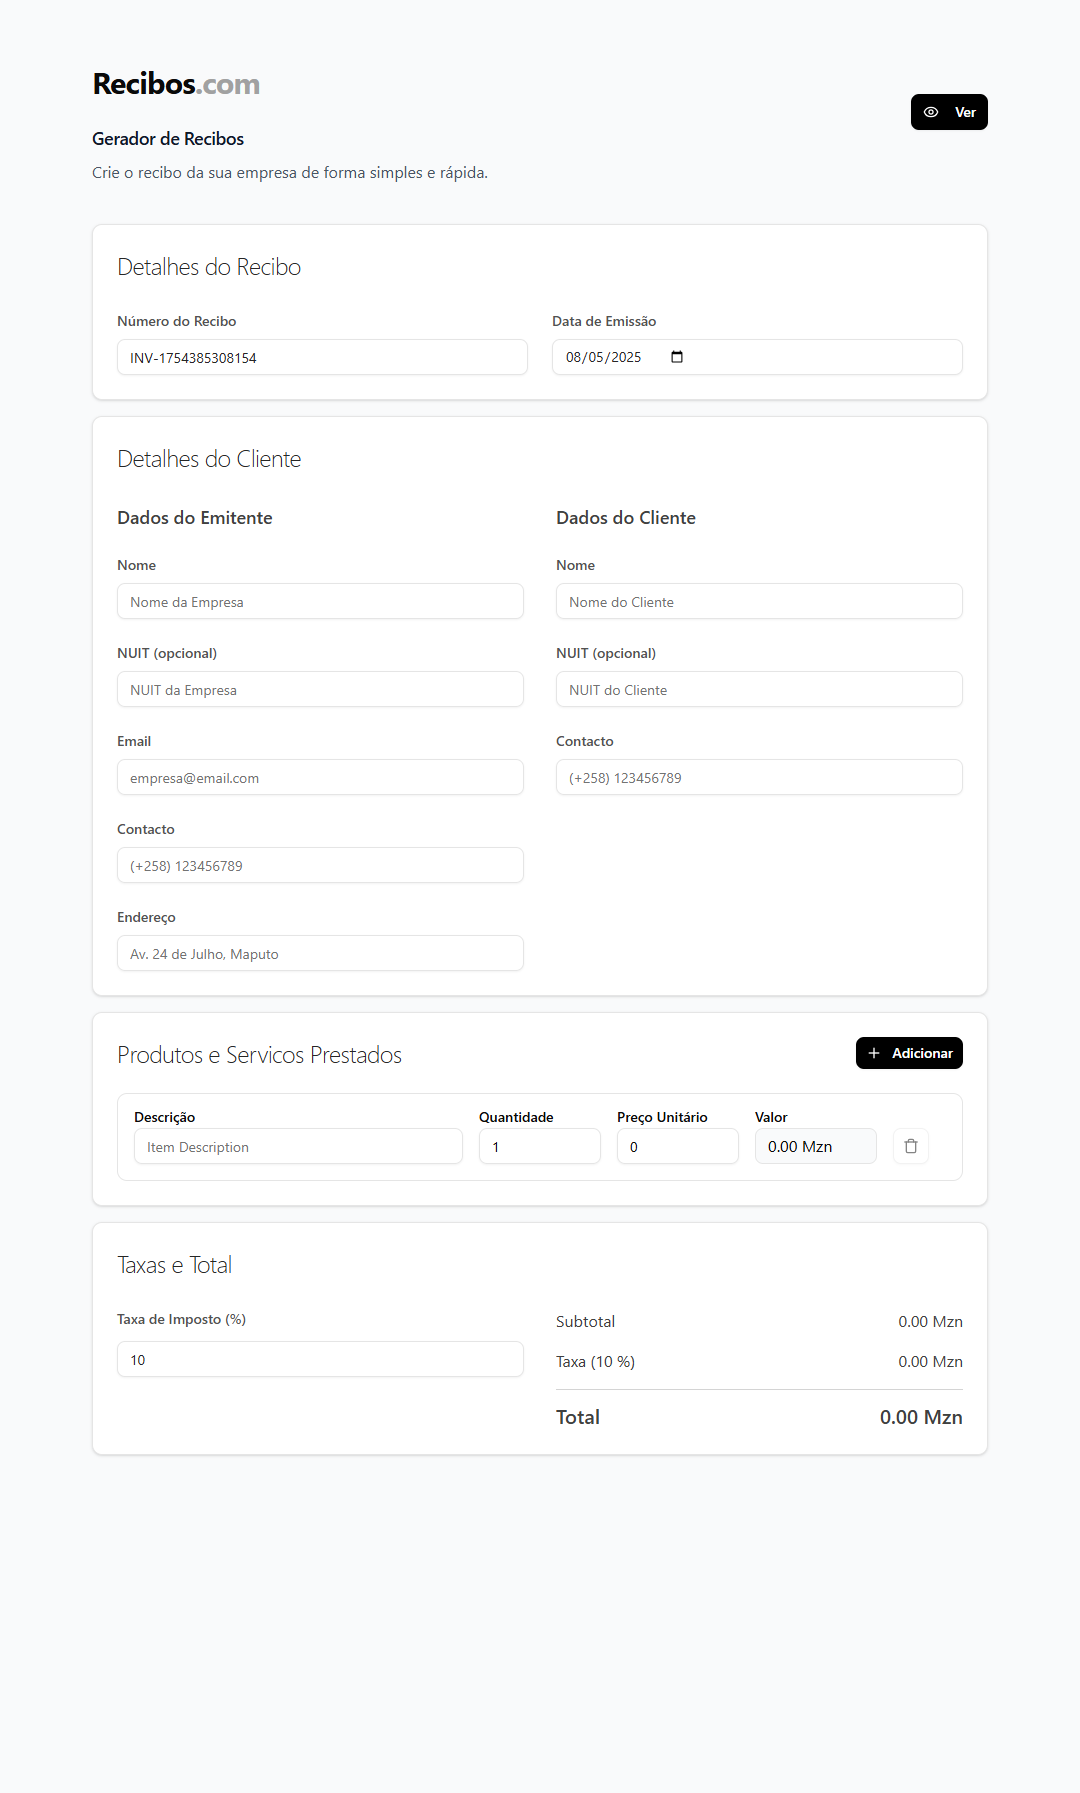 Recibos.com
Ver
Gerador de Recibos
Crie o recibo da sua empresa de forma simples e rápida.
Detalhes do Recibo
Número do Recibo
INV-1754385308154
Data de Emissão
08/05/2025
Detalhes do Cliente
Dados do Emitente
Nome
Nome da Empresa
NUIT (opcional)
NUIT da Empresa
Email
empresa@email.com
Contacto
(+258) 123456789
Endereço
Av. 24 de Julho, Maputo
Dados do Cliente
Nome
Nome do Cliente
NUIT (opcional)
NUIT do Cliente
Contacto
(+258) 123456789
Produtos e Servicos Prestados
Adicionar
Descrição
Item Description
Quantidade
1
Preço Unitário
0
Valor
0.00 Mzn
Taxas e Total
Taxa de Imposto (%)
10
Subtotal 0.00 Mzn
Taxa (10 %) 0.00 Mzn
Total 0.00 Mzn